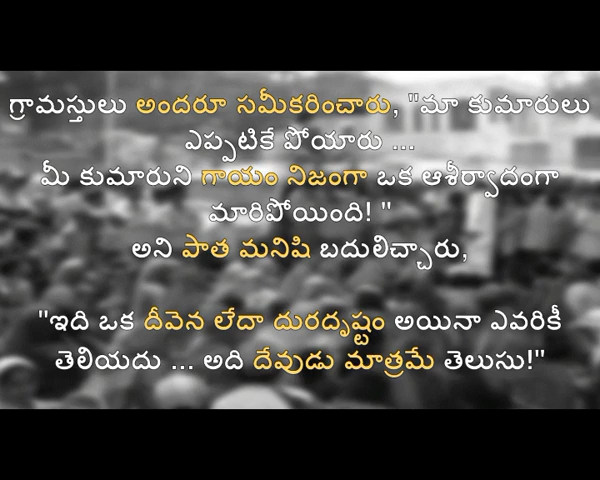 గ్రామస్తులు అందరూ సమీకరించారు, "మా కుమారులు
ఎప్పటికే పోయారు ...
మీ కుమారుని గాయం నిజంగా ఒక ఆశీర్వాదంగా
మారిపోయింది! "
అని పాత మనిషి బదులిచ్చారు,
"ఇది ఒక దీవెన లేదా దురదృష్టం అయినా ఎవరికీ
తెలియదు ... అది దేవుడు మాత్రమే తెలుసు!"